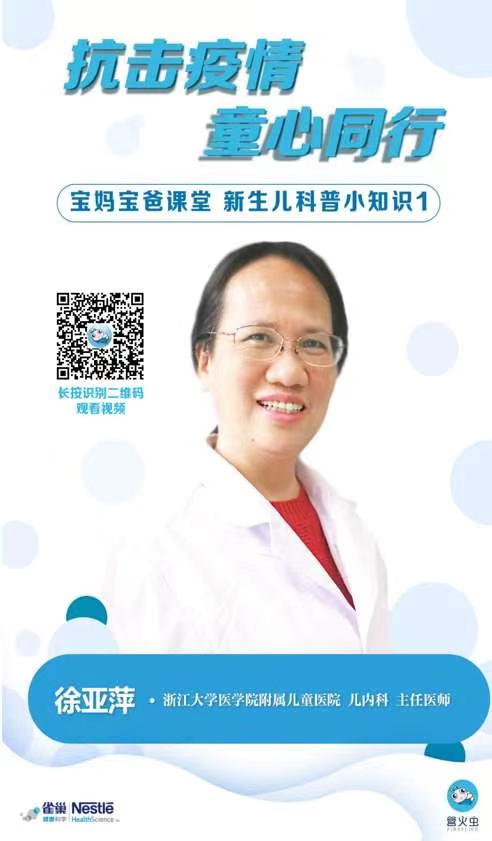 抗击疫情
童心同行
宝妈宝爸课堂 新生儿科普小知识1
长按识别二维码
观看视频
徐亚萍 · 浙江大学医学院附属儿童医院 儿内科 主任医师
雀巢 Nestlé
健康科学 HealthScience
萤火虫